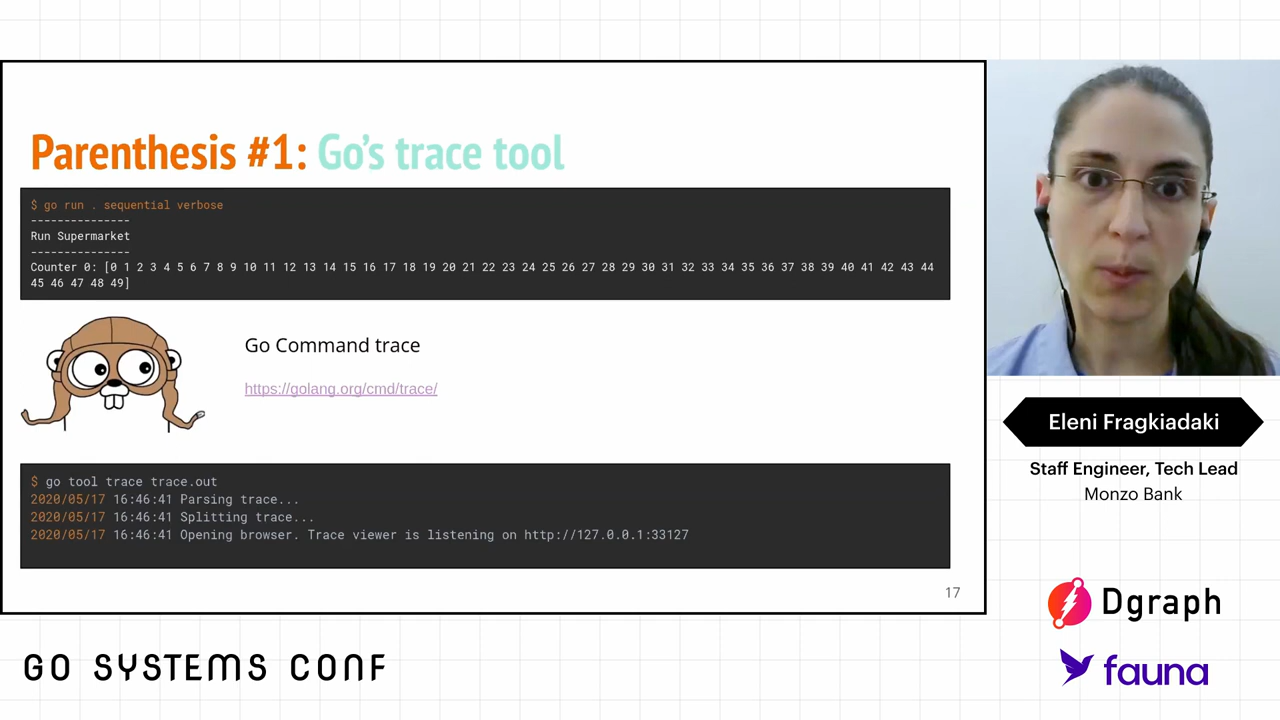 Parenthesis #1: Go's trace tool
$ go run . sequential verbose
---------------
Run Supermarket
---------------
Counter 0: [0 1 2 3 4 5 6 7 8 9 10 11 12 13 14 15 16 17 18 19 20 21 22 23 24 25 26 27 28 29 30 31 32 33 34 35 36 37 38 39 40 41 42 43 44
45 46 47 48 49]
Go Command trace
https://golang.org/cmd/trace/
$ go tool trace trace.out
2020/05/17 16:46:41 Parsing trace...
2020/05/17 16:46:41 Splitting trace...
2020/05/17 16:46:41 Opening browser. Trace viewer is listening on http://127.0.0.1:33127
17
Eleni Fragkiadaki
Staff Engineer, Tech Lead
Monzo Bank
Dgraph
fauna
GO SYSTEMS CONF